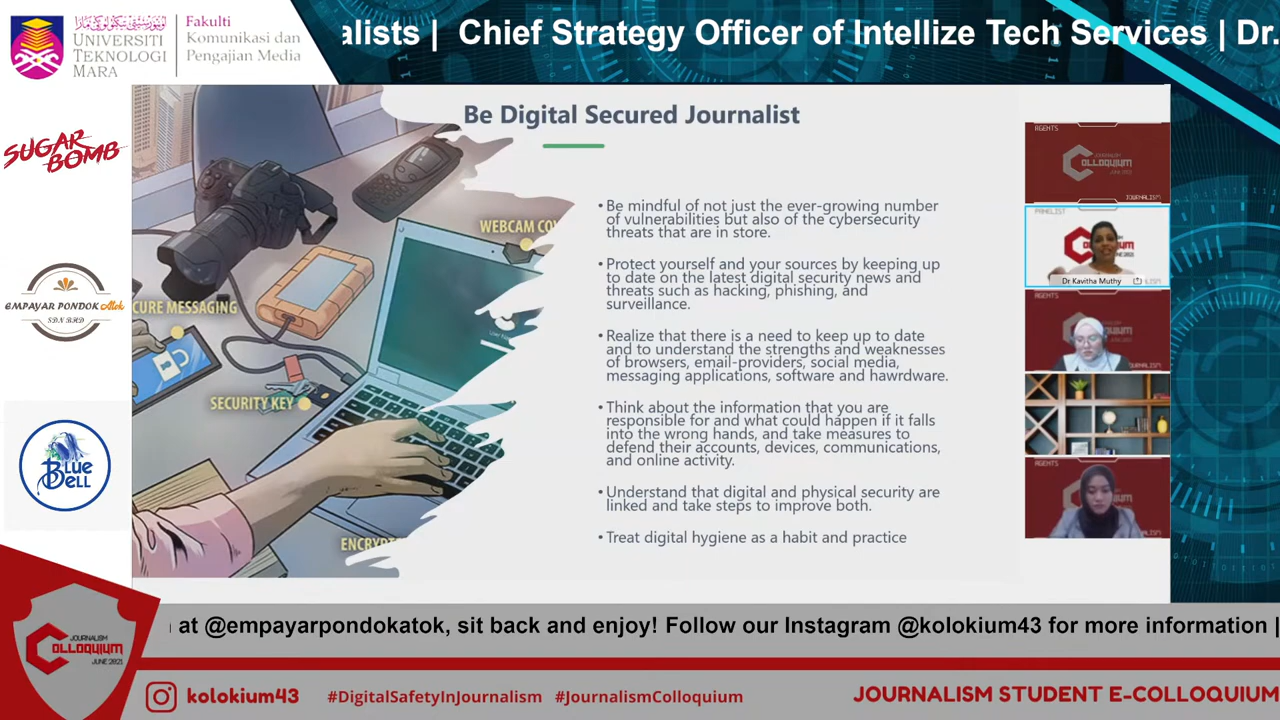 alists | Chief Strategy Officer of Intellize Tech Services | Dr.
UNIVERSITI
TEKNOLOGI
MARA
Fakulti
Komunikasi dan
Pengajian Media
SUGAR
BOMB
EMPAYAR PONDOK Atok
SDN BHD
BLUE
BELL
Be Digital Secured Journalist
• Be mindful of not just the ever-growing number
of vulnerabilities but also of the cybersecurity
threats that are in store.
• Protect yourself and your sources by keeping up
to date on the latest digital security news and
threats such as hacking, phishing, and
surveillance.
• Realize that there is a need to keep up to date
and to understand the strengths and weaknesses
of browsers, email-providers, social media,
messaging applications, software and hawrdware.
• Think about the information that you are
responsible for and what could happen if it falls
into the wrong hands, and take measures to
defend their accounts, devices, communications,
and online activity.
• Understand that digital and physical security are
linked and take steps to improve both.
• Treat digital hygiene as a habit and practice
WEBCAM CO
CURE MESSAGING
SECURITY KEY
ENCRYPT
AGENTS
JOURNALISM
COLLOQUIUM
JUNE 2021
JOURNALISM
PANELIST
Dr Kavitha Muthy
AGENTS
at @empayarpondokatok, sit back and enjoy! Follow our Instagram @kolokium43 for more information |
JOURNALISM
COLLOQUIUM
JUNE 2021
kolokium43
#DigitalSafetyInJournalism #JournalismColloquium
JOURNALISM STUDENT E-COLLOQUIUM